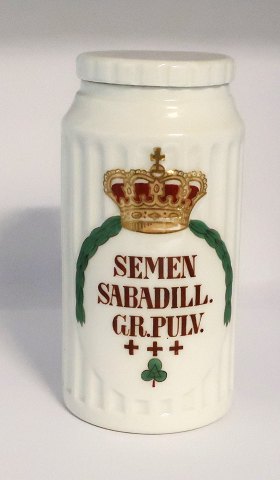 SEMEN
SABADILL.
GR.PULV.
+++